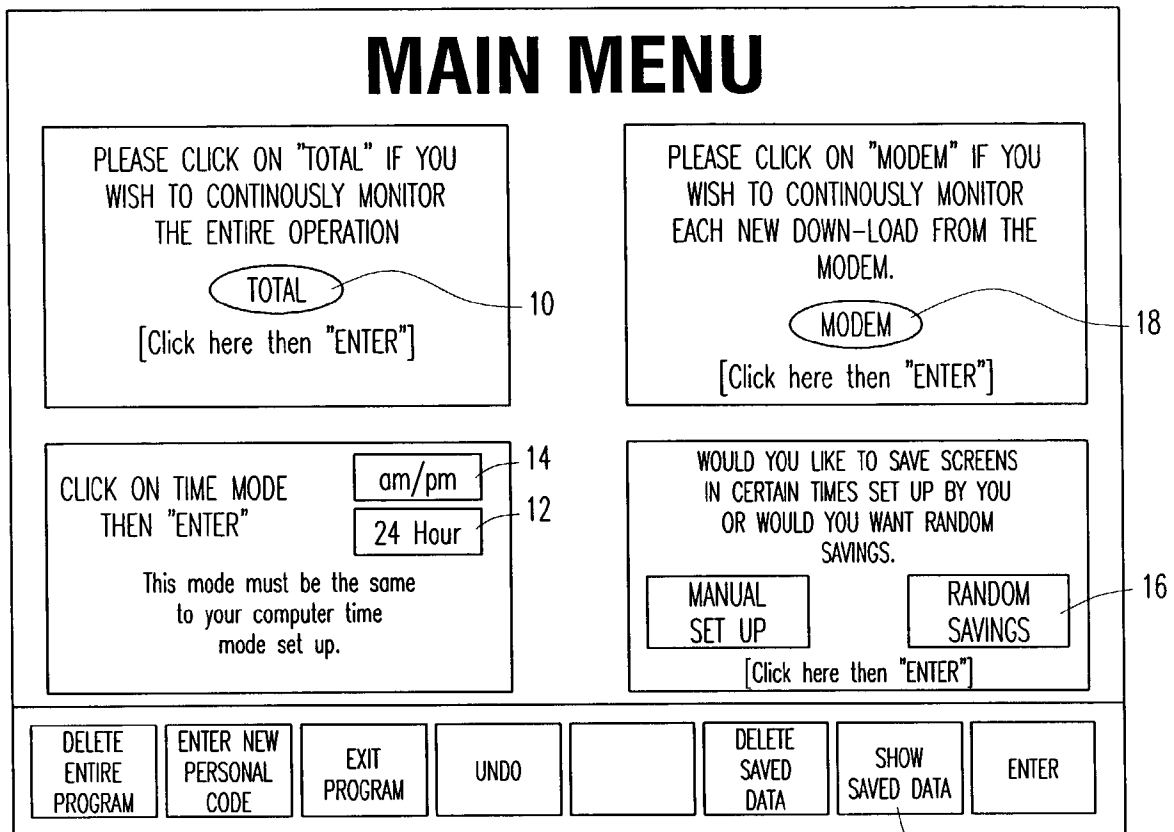 MAIN MENU
PLEASE CLICK ON "TOTAL" IF YOU
WISH TO CONTINOUSLY MONITOR
THE ENTIRE OPERATION
TOTAL
10
[Click here then "ENTER"]
PLEASE CLICK ON "MODEM" IF YOU
WISH TO CONTINOUSLY MONITOR
EACH NEW DOWN-LOAD FROM THE
MODEM.
MODEM
18
[Click here then "ENTER"]
CLICK ON TIME MODE
THEN "ENTER"
am/pm
14
24 Hour
12
This mode must be the same
to your computer time
mode set up.
WOULD YOU LIKE TO SAVE SCREENS
IN CERTAIN TIMES SET UP BY YOU
OR WOULD YOU WANT RANDOM
SAVINGS.
MANUAL
SET UP
RANDOM
SAVINGS
16
[Click here then "ENTER"]
DELETE
ENTIRE
PROGRAM
ENTER NEW
PERSONAL
CODE
EXIT
PROGRAM
UNDO
DELETE
SAVED
DATA
SHOW
SAVED DATA
ENTER